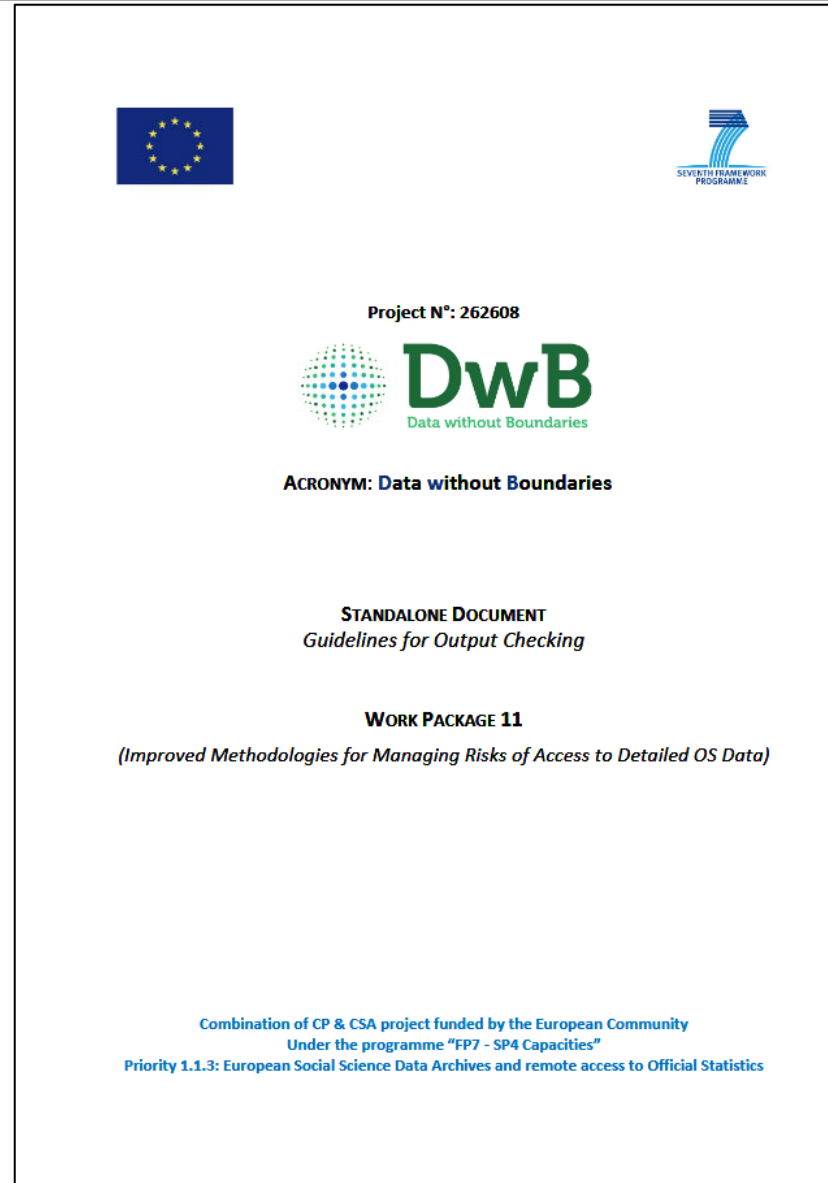 SEVENTH FRAMEWORK
PROGRAMME
Project N°: 262608
DwB
Data without Boundaries
ACRONYM: Data without Boundaries
STANDALONE DOCUMENT
Guidelines for Output Checking
WORK PACKAGE 11
(Improved Methodologies for Managing Risks of Access to Detailed OS Data)
Combination of CP & CSA project funded by the European Community
Under the programme “FP7 - SP4 Capacities”
Priority 1.1.3: European Social Science Data Archives and remote access to Official Statistics